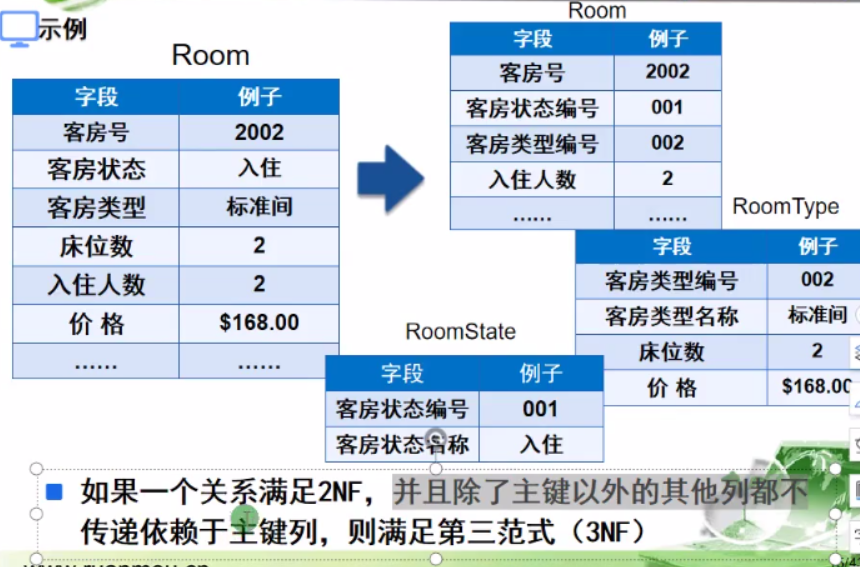 示例
Room
字段 例子
客房号 2002
客房状态 入住
客房类型 标准间
床位数 2
入住人数 2
价 格 $168.00
…… ……
Room
字段 例子
客房号 2002
客房状态编号 001
客房类型编号 002
入住人数 2
…… ……
RoomType
字段 例子
客房类型编号 002
客房类型名称 标准间
床位数 2
价 格 $168.00
RoomState
字段 例子
客房状态编号 001
客房状态名称 入住
如果一个关系满足2NF，并且除了主键以外的其他列都不
传递依赖于主键列，则满足第三范式（3NF）